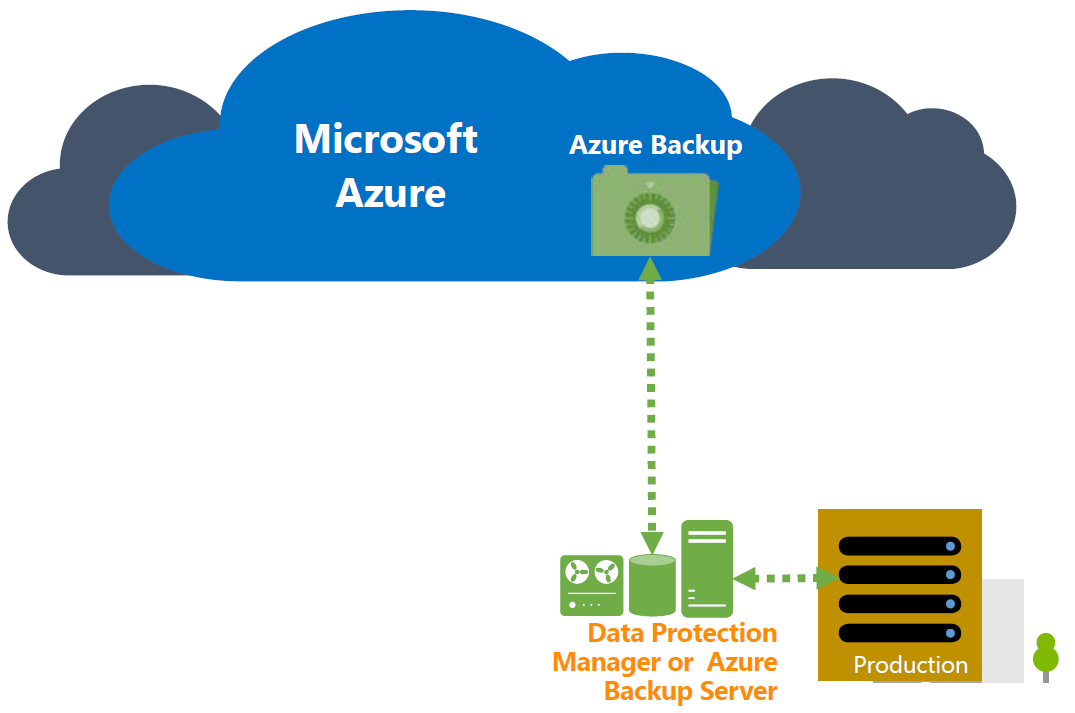 Microsoft
Azure
Azure Backup
Data Protection
Manager or Azure
Backup Server
Production